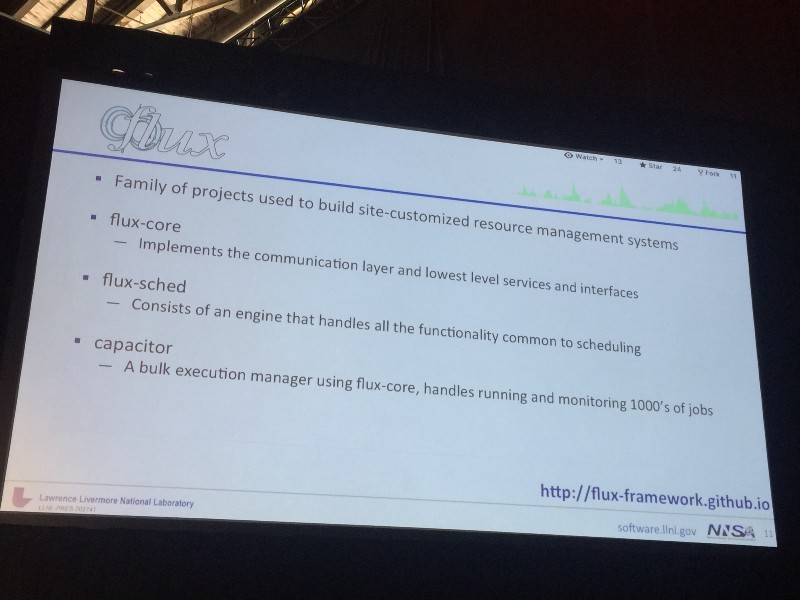 flux
Watch 13 Star 24 Fork 11
Family of projects used to build site-customized resource management systems
flux-core
— Implements the communication layer and lowest level services and interfaces
flux-sched
— Consists of an engine that handles all the functionality common to scheduling
capacitor
— A bulk execution manager using flux-core, handles running and monitoring 1000's of jobs
Lawrence Livermore National Laboratory
http://flux-framework.github.io
software.llnl.gov NNSA 11